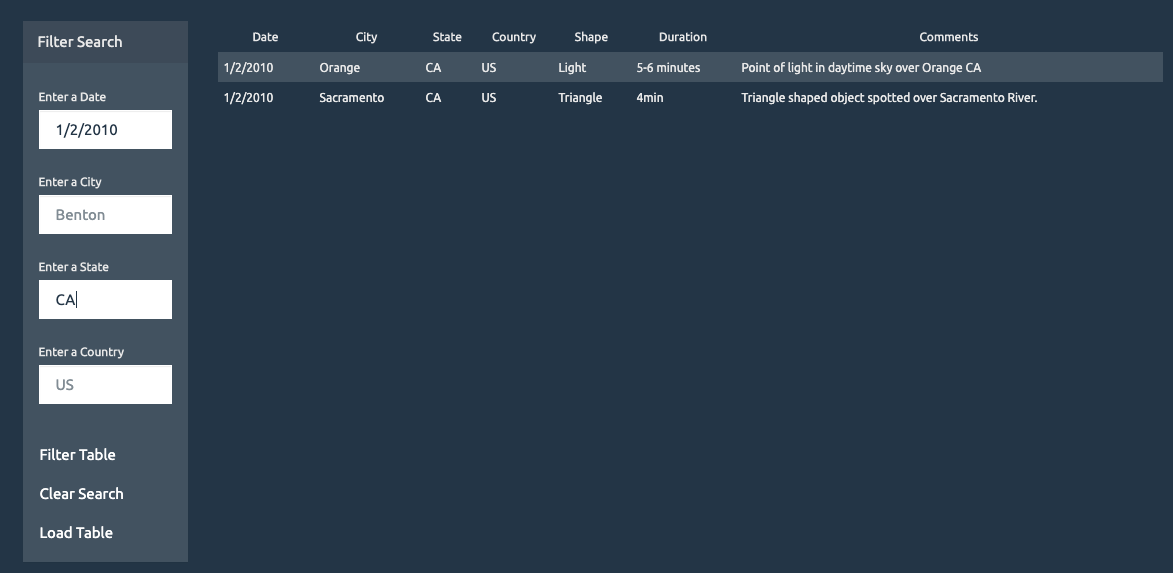 Filter Search
Enter a Date
1/2/2010
Enter a City
Benton
Enter a State
CA
Enter a Country
US
Filter Table
Clear Search
Load Table
Date City State Country Shape Duration Comments
1/2/2010 Orange CA US Light 5-6 minutes Point of light in daytime sky over Orange CA
1/2/2010 Sacramento CA US Triangle 4min Triangle shaped object spotted over Sacramento River.